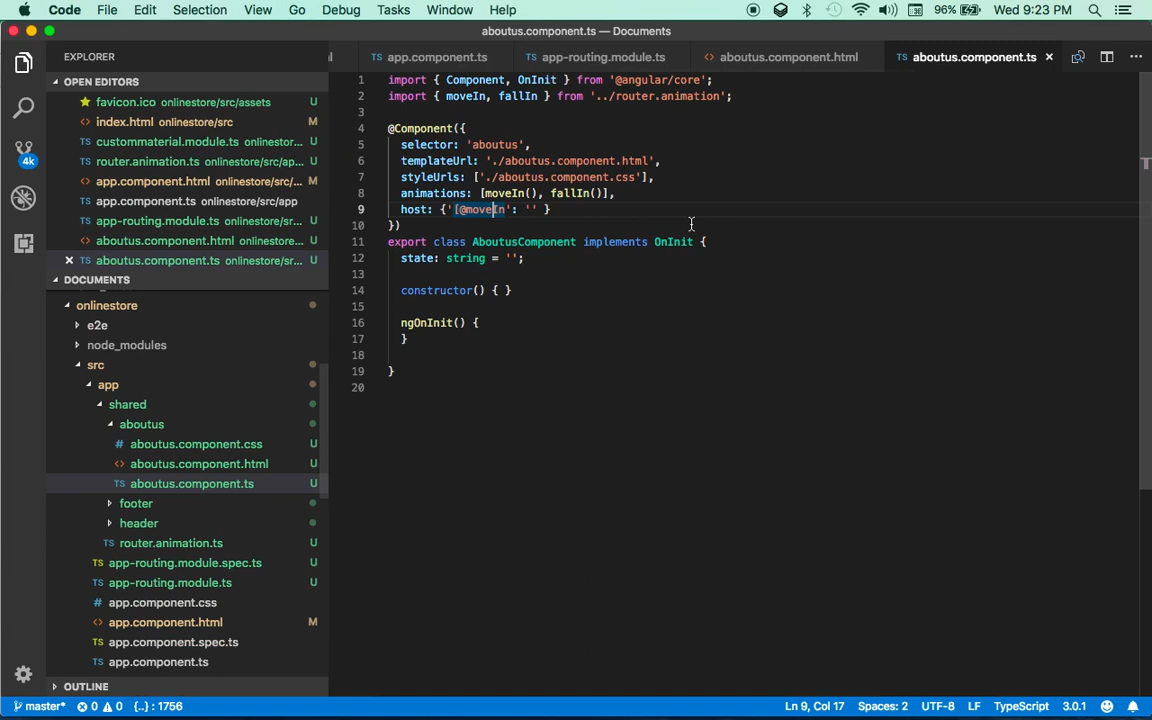 Code File Edit Selection View Go Debug Tasks Window Help 96% Wed 9:23 PM
aboutus.component.ts — Documents
EXPLORER
l app.component.ts app-routing.module.ts aboutus.component.html aboutus.component.ts
OPEN EDITORS
favicon.ico onlinestore/src/assets U
index.html onlinestore/src M
custommaterial.module.ts onlinestor... U
router.animation.ts onlinestore/src/ap... U
app.component.html onlinestore/src/... M
app.component.ts onlinestore/src/app
app-routing.module.ts onlinestore/sr... U
aboutus.component.html onlinestore... U
aboutus.component.ts onlinestore/sr... U
DOCUMENTS
onlinestore
e2e
node_modules
src
app
shared
aboutus
# aboutus.component.css U
<> aboutus.component.html U
TS aboutus.component.ts U
footer
header
TS router.animation.ts U
TS app-routing.module.spec.ts U
TS app-routing.module.ts U
# app.component.css
<> app.component.html M
TS app.component.spec.ts
TS app.component.ts
OUTLINE
4k
1 import { Component, OnInit } from '@angular/core';
2 import { moveIn, fallIn } from '../router.animation';
3
4 @Component({
5 selector: 'aboutus',
6 templateUrl: './aboutus.component.html',
7 styleUrls: ['./aboutus.component.css'],
8 animations: [moveIn(), fallIn()],
9 host: {'[@moveIn': '' }
10 })
11 export class AboutusComponent implements OnInit {
12 state: string = '';
13
14 constructor() { }
15
16 ngOnInit() {
17 }
18
19 }
20
master* 0 0 {..} : 1756 Ln 9, Col 17 Spaces: 2 UTF-8 LF TypeScript 3.0.1